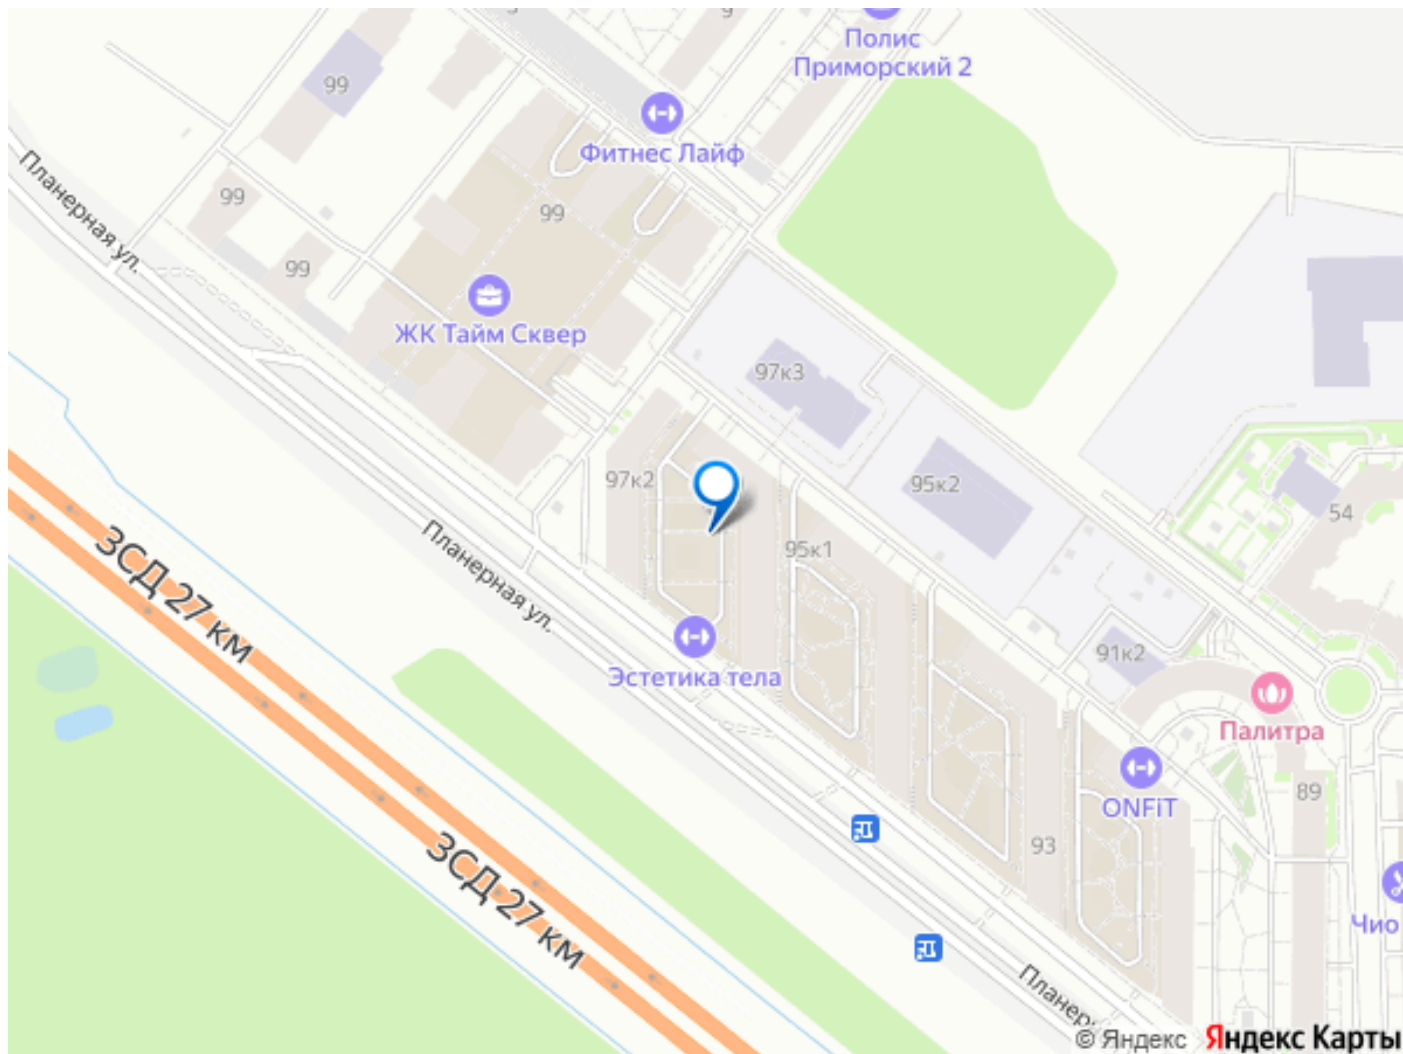 9
Полис
Приморский 2
99
Фитнес Лайф
Планерная ул.
99
99
99
ЖК Тайм Сквер
97к3
97к2
95к2
54
ЗСД 27 км
Планерная ул.
95к1
Эстетика тела
91к2
Палитра
ONFiT
89
93
ЗСД 27 км
Чио
Планерн
© Яндекс Яндекс Карты